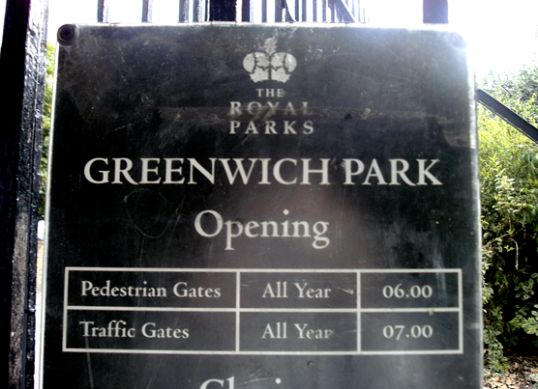 THE
ROYAL
PARKS
GREENWICH PARK
Opening
Pedestrian Gates All Year 06.00
Traffic Gates All Year 07.00